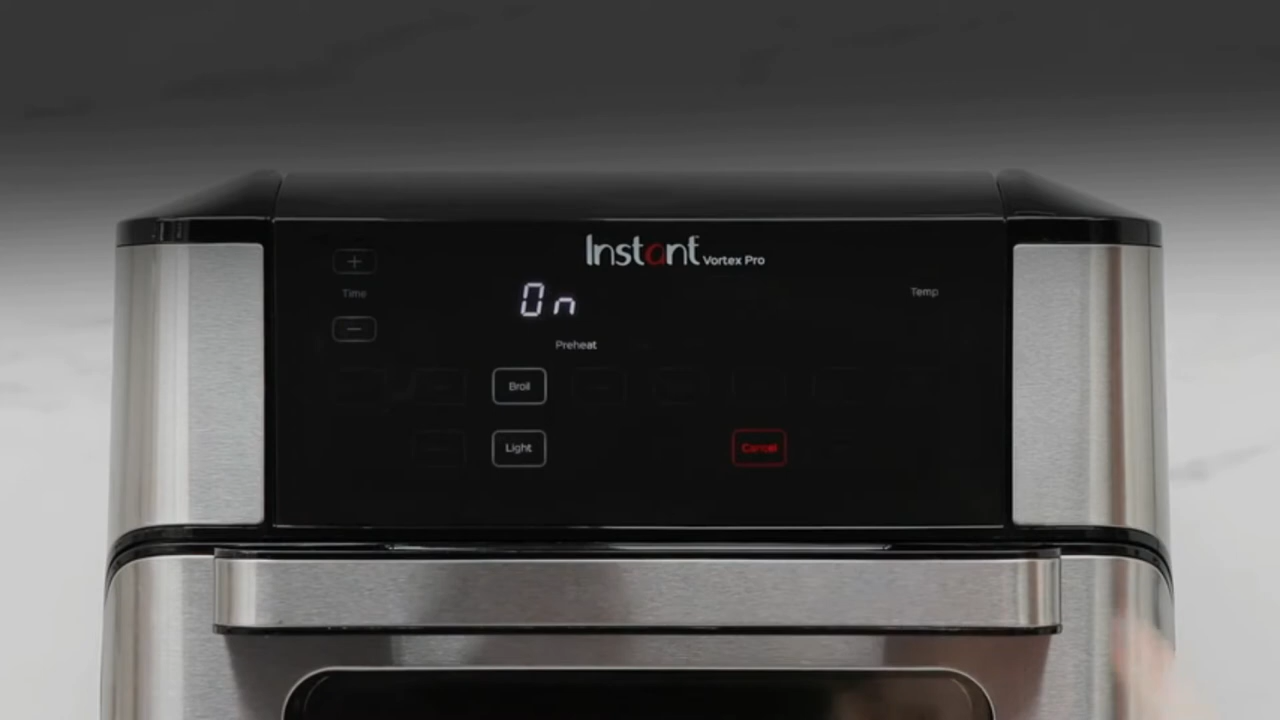 Instant Vortex Pro
+
Time
−
On
Temp
Preheat
Broil
Light
Cancel